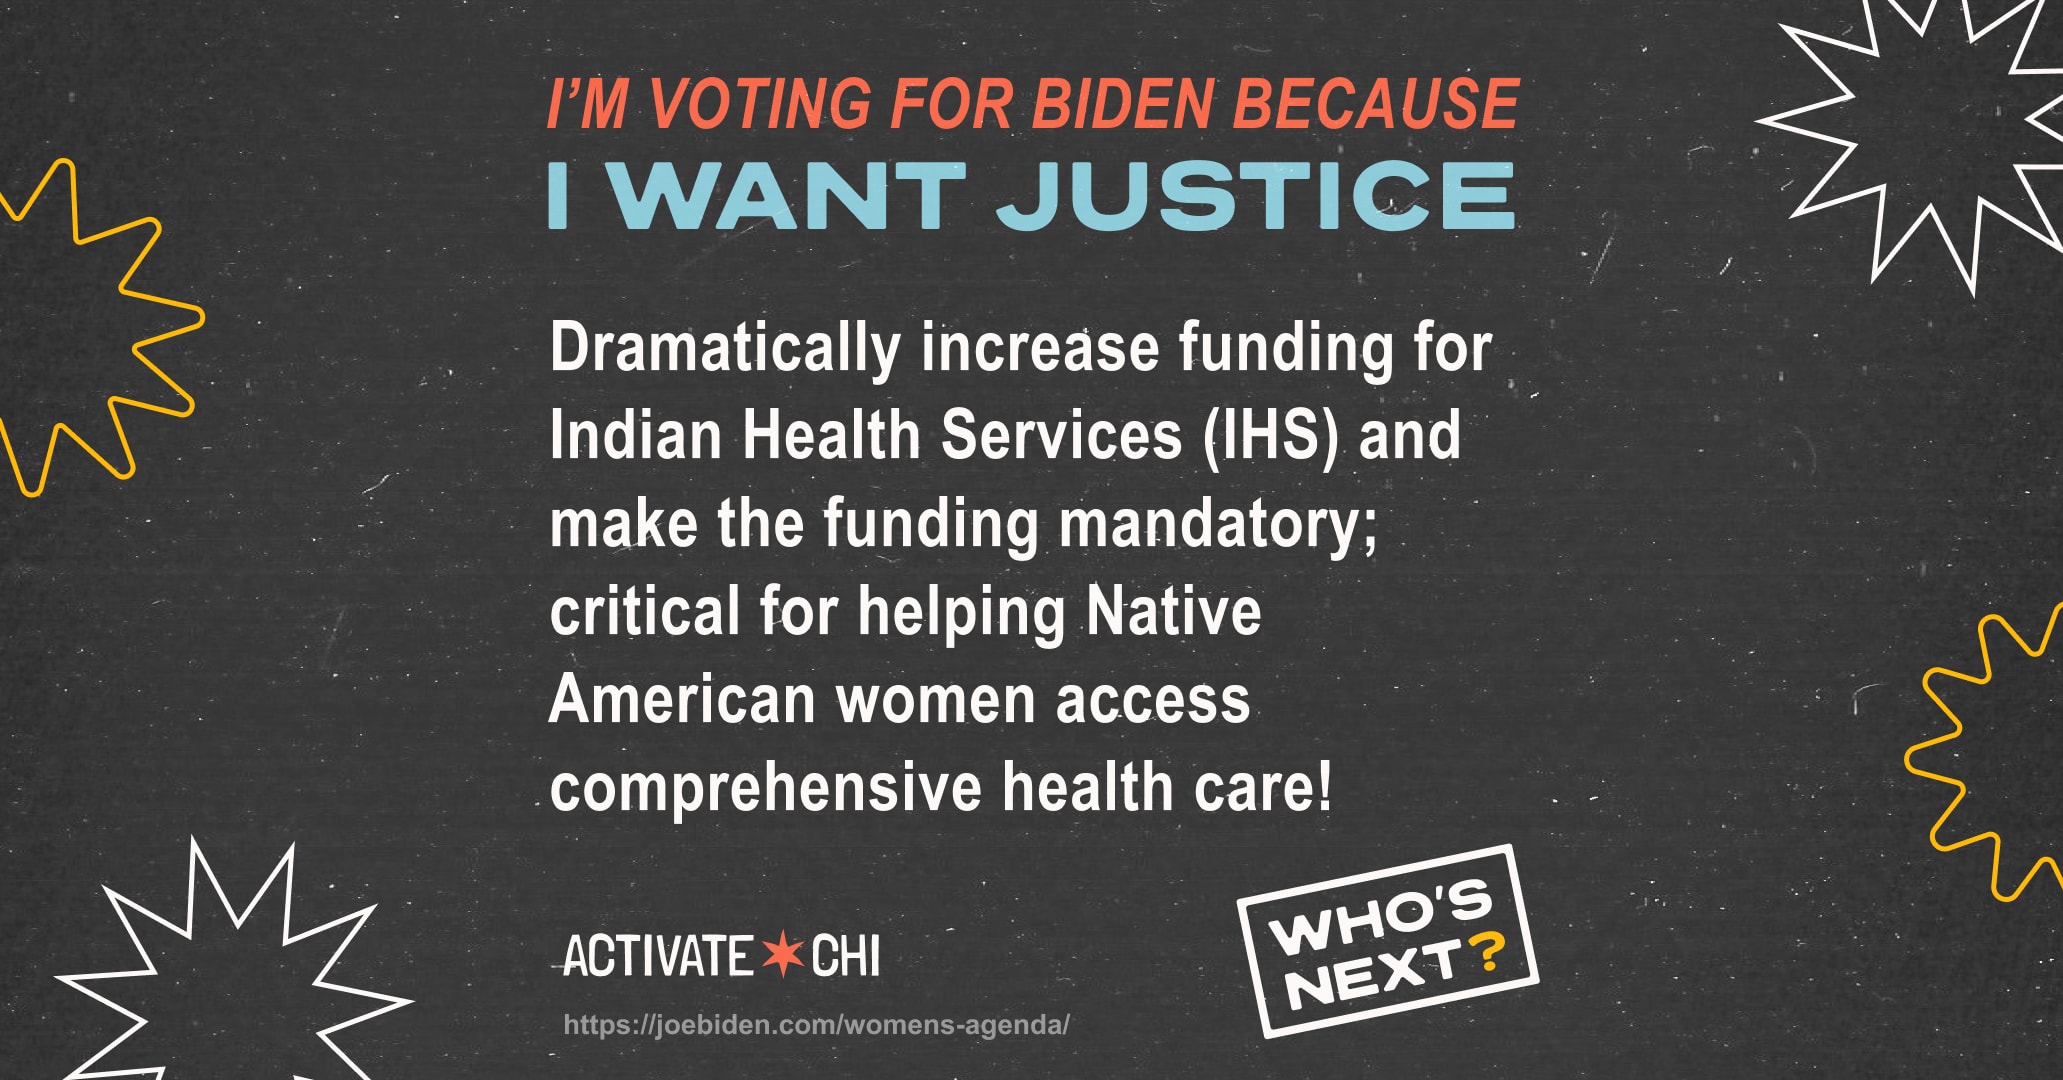 I'M VOTING FOR BIDEN BECAUSE
I WANT JUSTICE
Dramatically increase funding for
Indian Health Services (IHS) and
make the funding mandatory;
critical for helping Native
American women access
comprehensive health care!
ACTIVATE CHI
https://joebiden.com/womens-agenda/
WHO'S
NEXT?